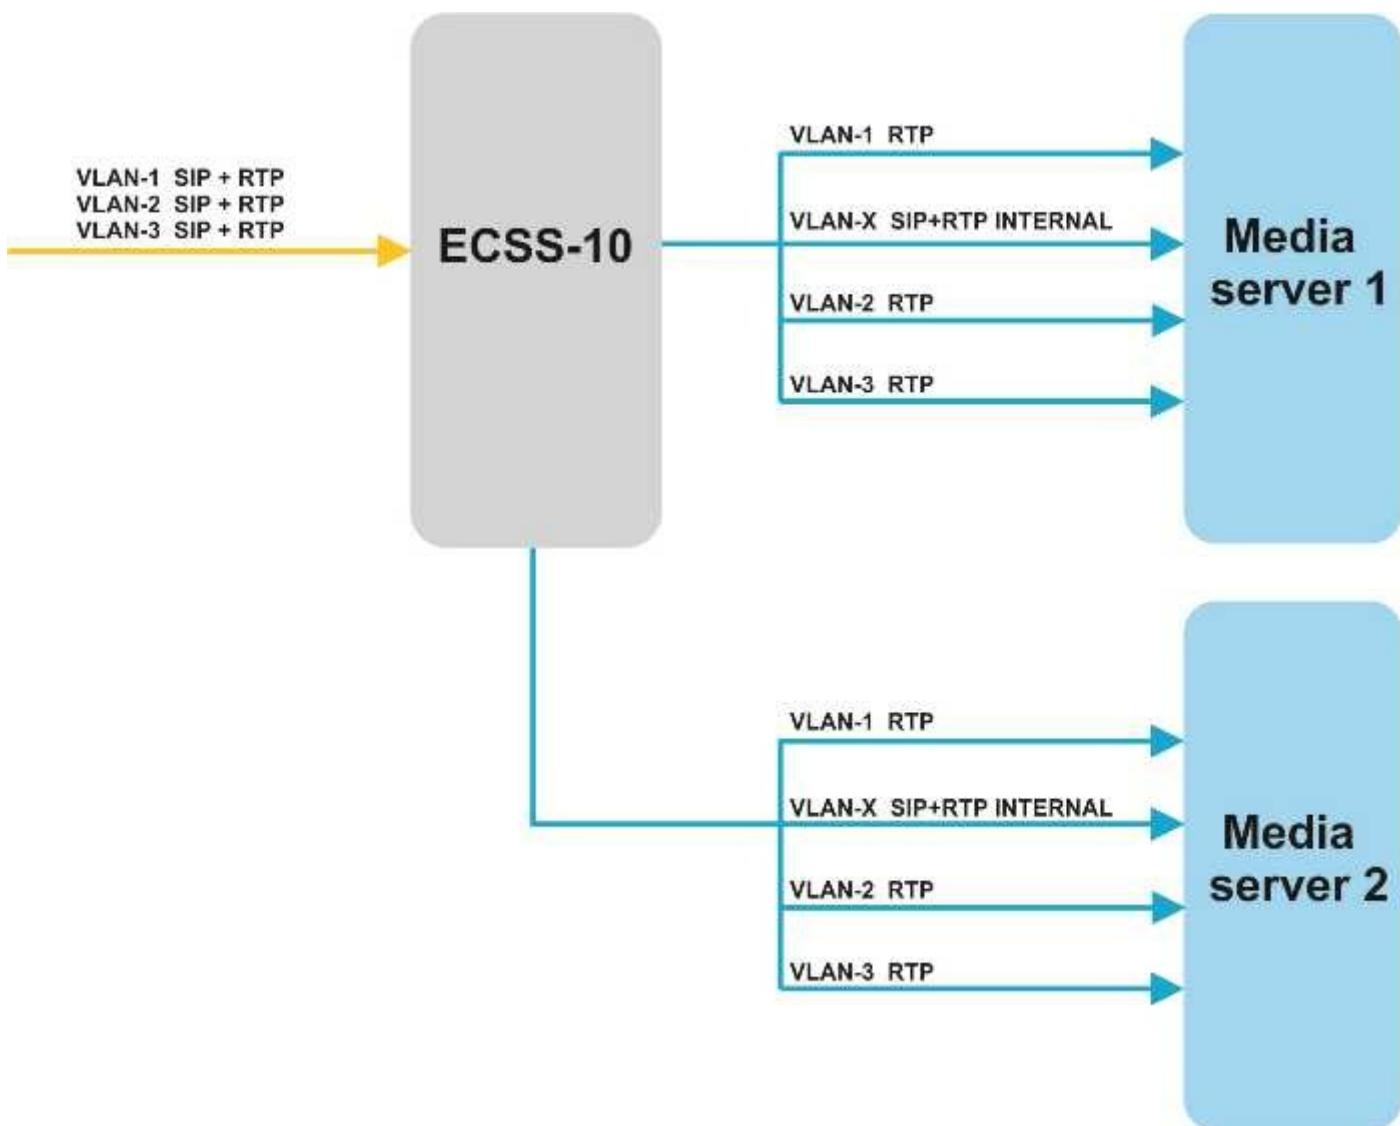 VLAN-1 SIP + RTP
VLAN-2 SIP + RTP
VLAN-3 SIP + RTP
ECSS-10
VLAN-1 RTP
VLAN-X SIP+RTP INTERNAL
VLAN-2 RTP
VLAN-3 RTP
Media
server 1
VLAN-1 RTP
VLAN-X SIP+RTP INTERNAL
VLAN-2 RTP
VLAN-3 RTP
Media
server 2